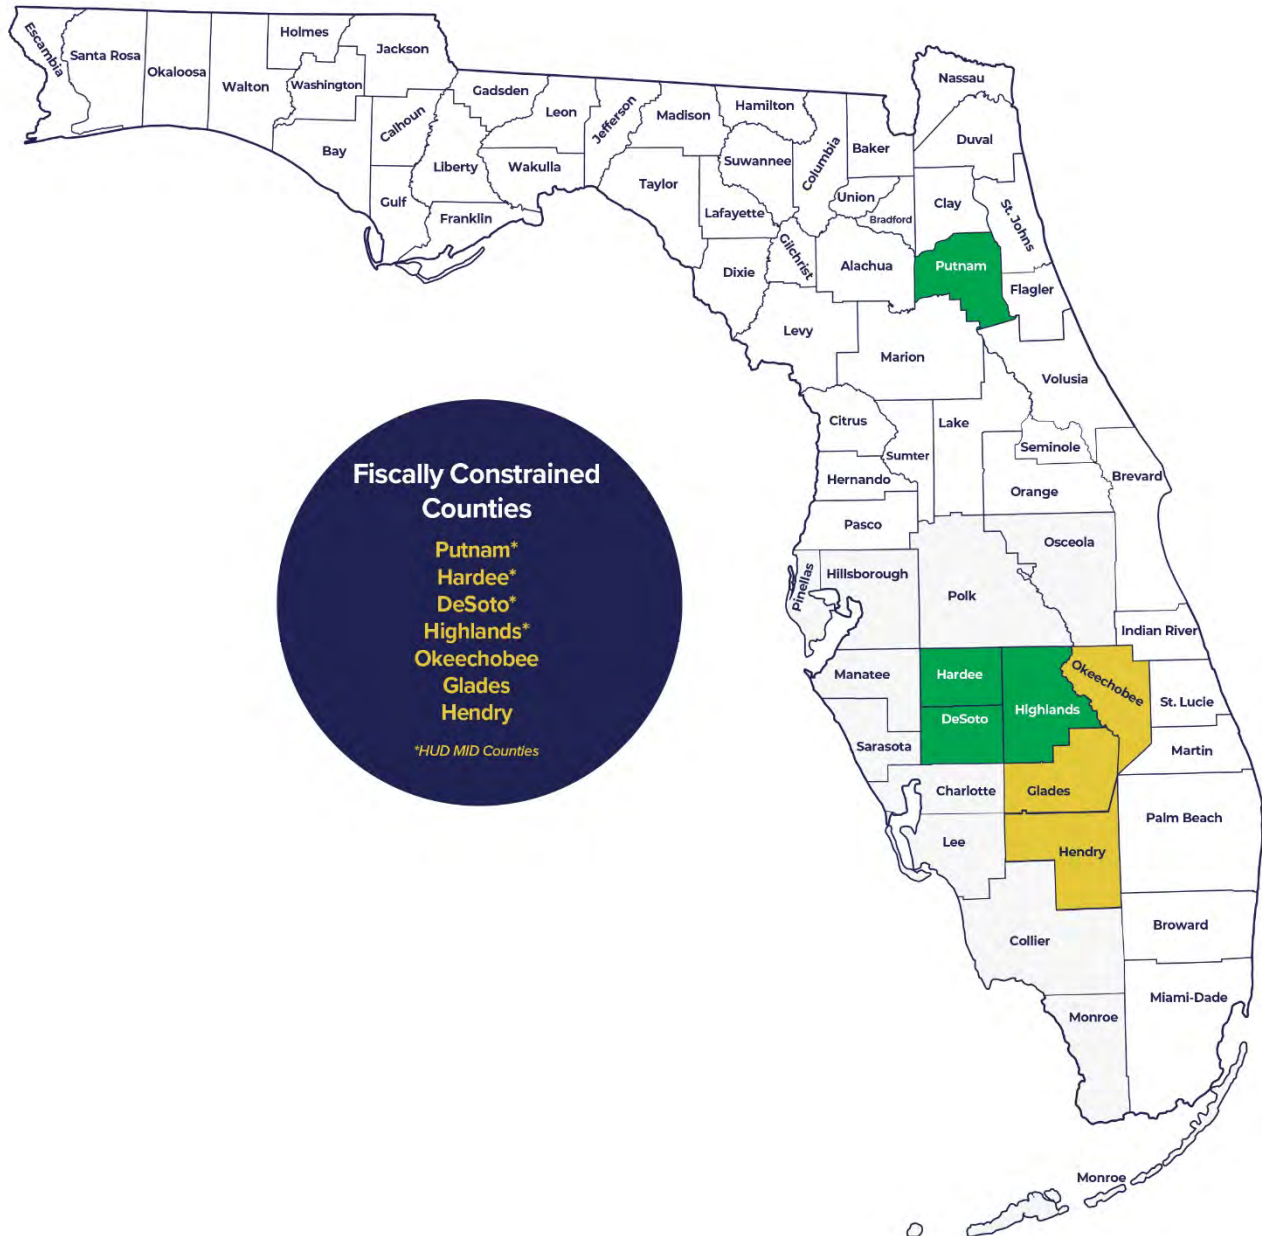 Escambia
Santa Rosa
Okaloosa
Walton
Holmes
Washington
Jackson
Bay
Calhoun
Gulf
Liberty
Gadsden
Franklin
Leon
Wakulla
Jefferson
Madison
Taylor
Hamilton
Suwannee
Lafayette
Dixie
Columbia
Gilchrist
Baker
Union
Bradford
Alachua
Levy
Nassau
Duval
Clay
St. Johns
Putnam
Flagler
Marion
Volusia
Citrus
Sumter
Lake
Seminole
Hernando
Orange
Brevard
Pasco
Osceola
Pinellas
Hillsborough
Polk
Indian River
Manatee
Hardee
Highlands
Okeechobee
St. Lucie
DeSoto
Sarasota
Martin
Charlotte
Glades
Palm Beach
Lee
Hendry
Collier
Broward
Miami-Dade
Monroe
Monroe
Fiscally Constrained
Counties
Putnam*
Hardee*
DeSoto*
Highlands*
Okeechobee
Glades
Hendry
*HUD MID Counties